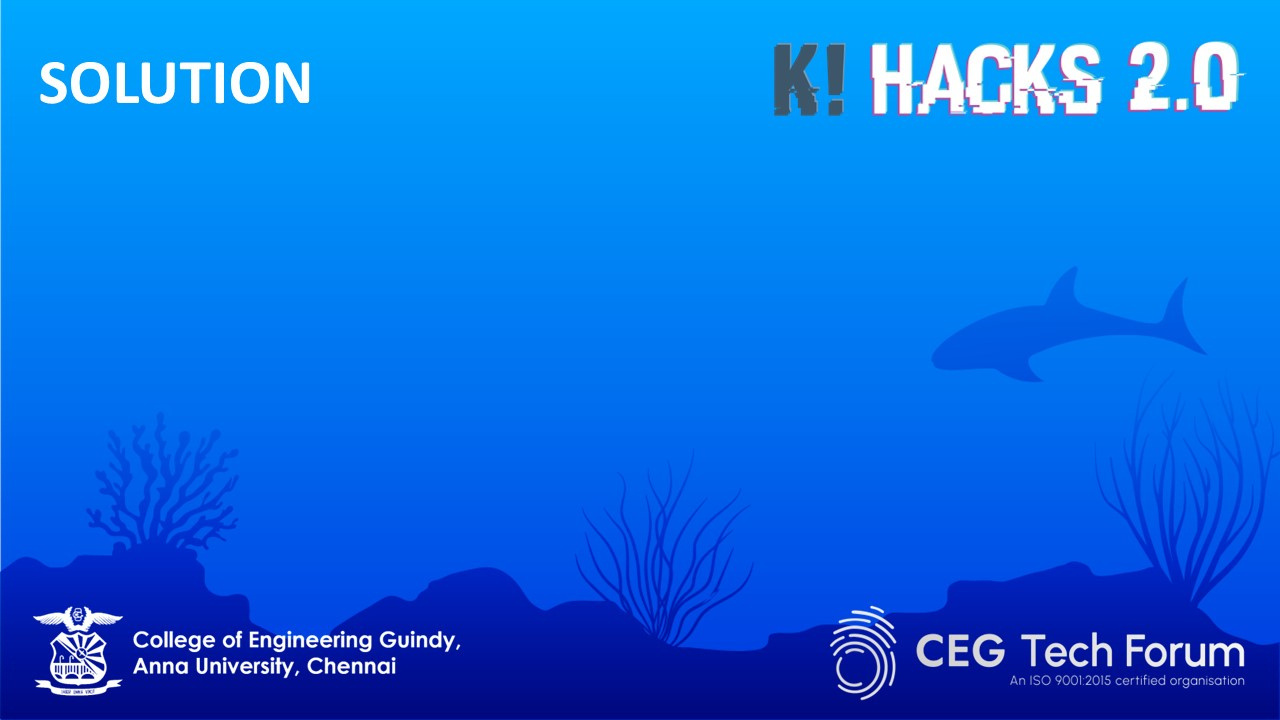 SOLUTION
K! HACKS 2.0
College of Engineering Guindy,
Anna University, Chennai
CEG Tech Forum
An ISO 9001:2015 certified organisation